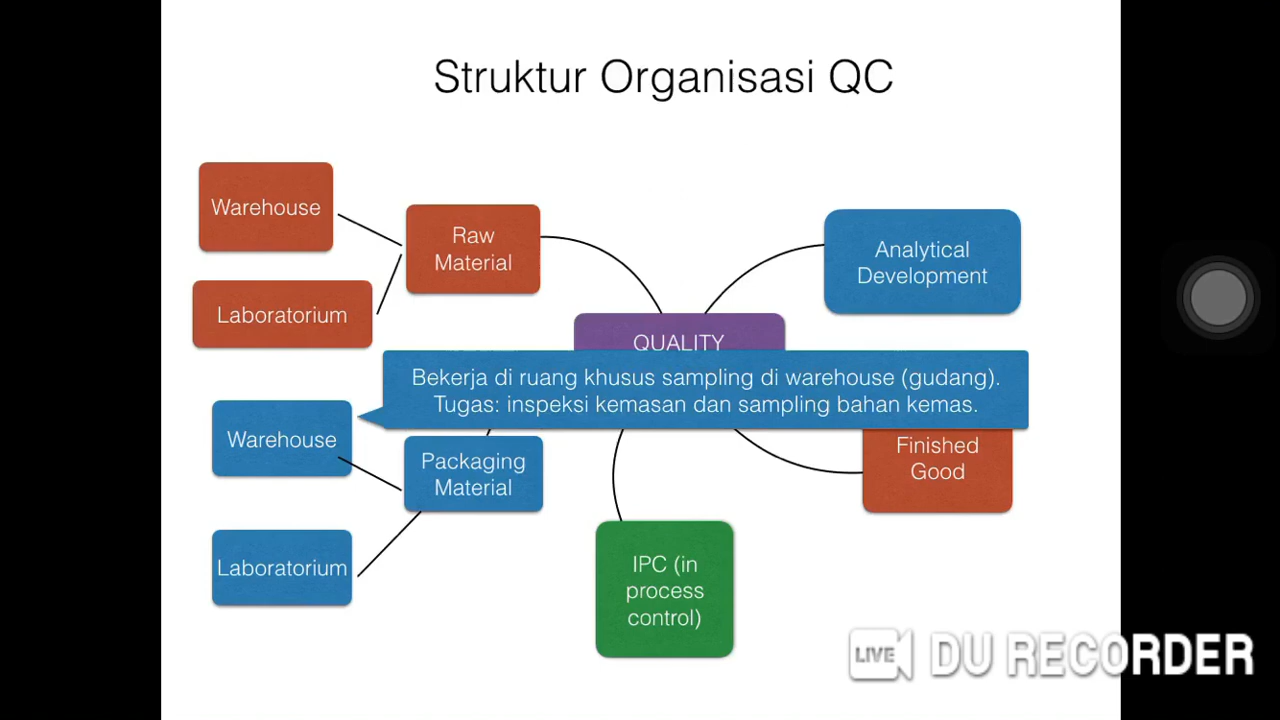 Struktur Organisasi QC
Warehouse
Raw
Material
Laboratorium
Analytical
Development
QUALITY
Bekerja di ruang khusus sampling di warehouse (gudang).
Tugas: inspeksi kemasan dan sampling bahan kemas.
Warehouse
Packaging
Material
Laboratorium
Finished
Good
IPC (in
process
control)
LIVE DU RECORDER